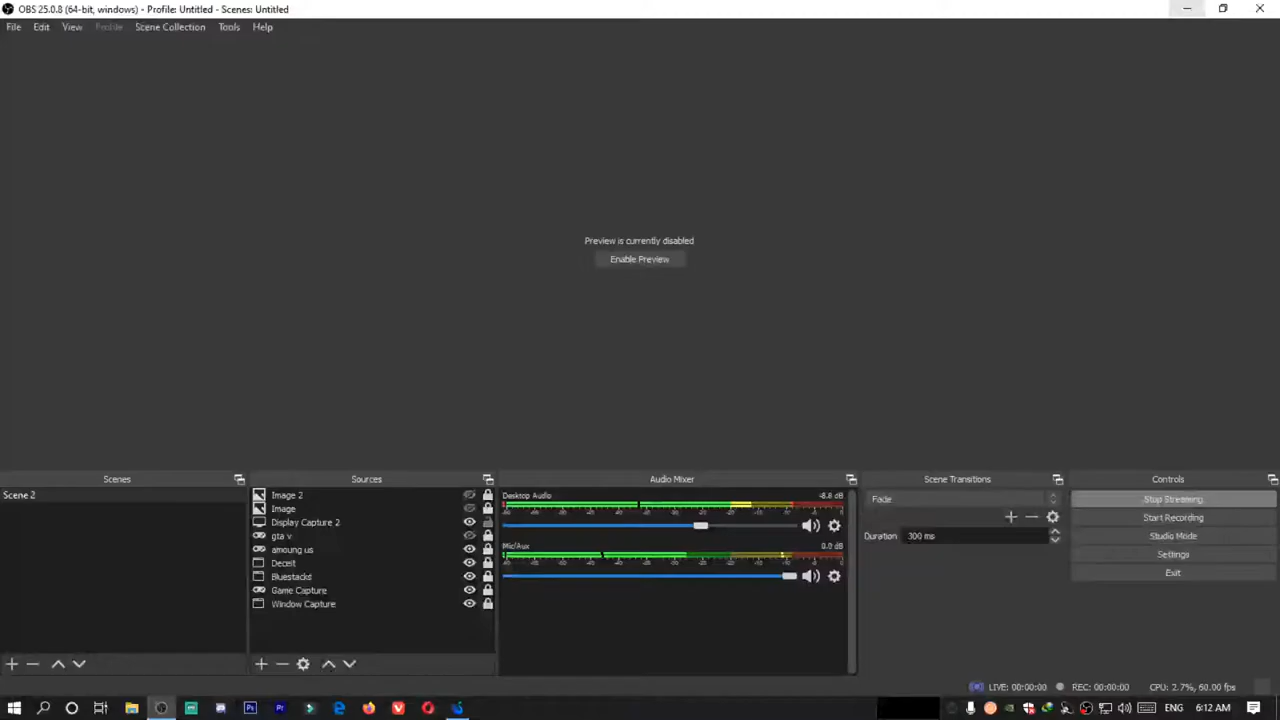 OBS 25.0.8 (64-bit, windows) - Profile: Untitled - Scenes: Untitled
File Edit View Profile Scene Collection Tools Help
Preview is currently disabled
Enable Preview
Scenes
Scene 2
Sources
Image 2
Image
Display Capture 2
gta v
amoung us
Deceit
Bluestackd
Game Capture
Window Capture
Audio Mixer
Desktop Audio -8.8 dB
Mic/Aux 0.0 dB
Scene Transitions
Fade
Duration 300 ms
Controls
Stop Streaming
Start Recording
Studio Mode
Settings
Exit
LIVE: 00:00:00 REC: 00:00:00 CPU: 2.7%, 60.00 fps
ENG 6:12 AM